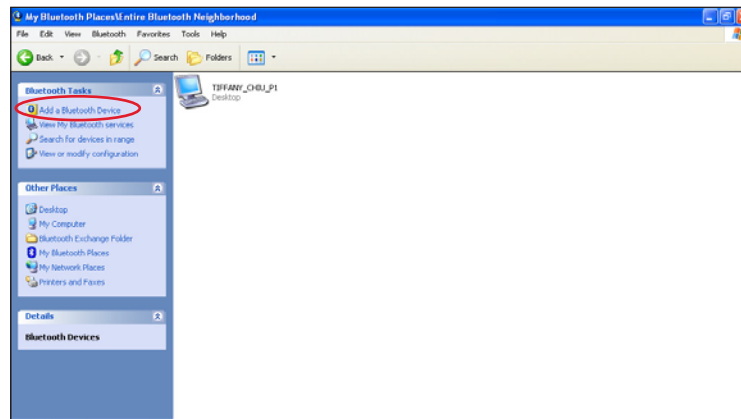 My Bluetooth Places\Entire Bluetooth Neighborhood
File Edit View Bluetooth Favorites Tools Help
Back Search Folders
Bluetooth Tasks
Add a Bluetooth Device
View My Bluetooth services
Search for devices in range
View or modify configuration
Other Places
Desktop
My Computer
Bluetooth Exchange Folder
My Bluetooth Places
My Network Places
Printers and Faxes
Details
Bluetooth Devices
TIFFANY_CHIU_P1
Desktop